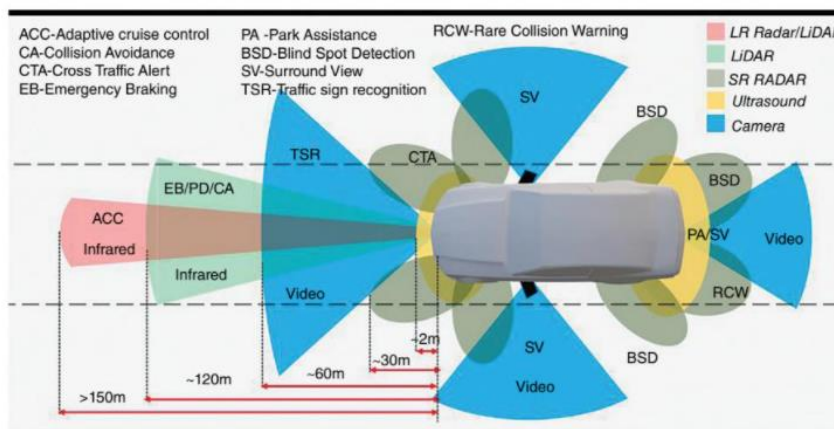 ACC-Adaptive cruise control
CA-Collision Avoidance
CTA-Cross Traffic Alert
EB-Emergency Braking
PA -Park Assistance
BSD-Blind Spot Detection
SV-Surround View
TSR-Traffic sign recognition
RCW-Rare Collision Warning
LR Radar/LiDAR
LiDAR
SR RADAR
Ultrasound
Camera
SV
BSD
TSR
CTA
EB/PD/CA
BSD
ACC
PA/SV
Video
Infrared
Infrared
Video
RCW
~2m
SV
BSD
~30m
~60m
Video
~120m
>150m